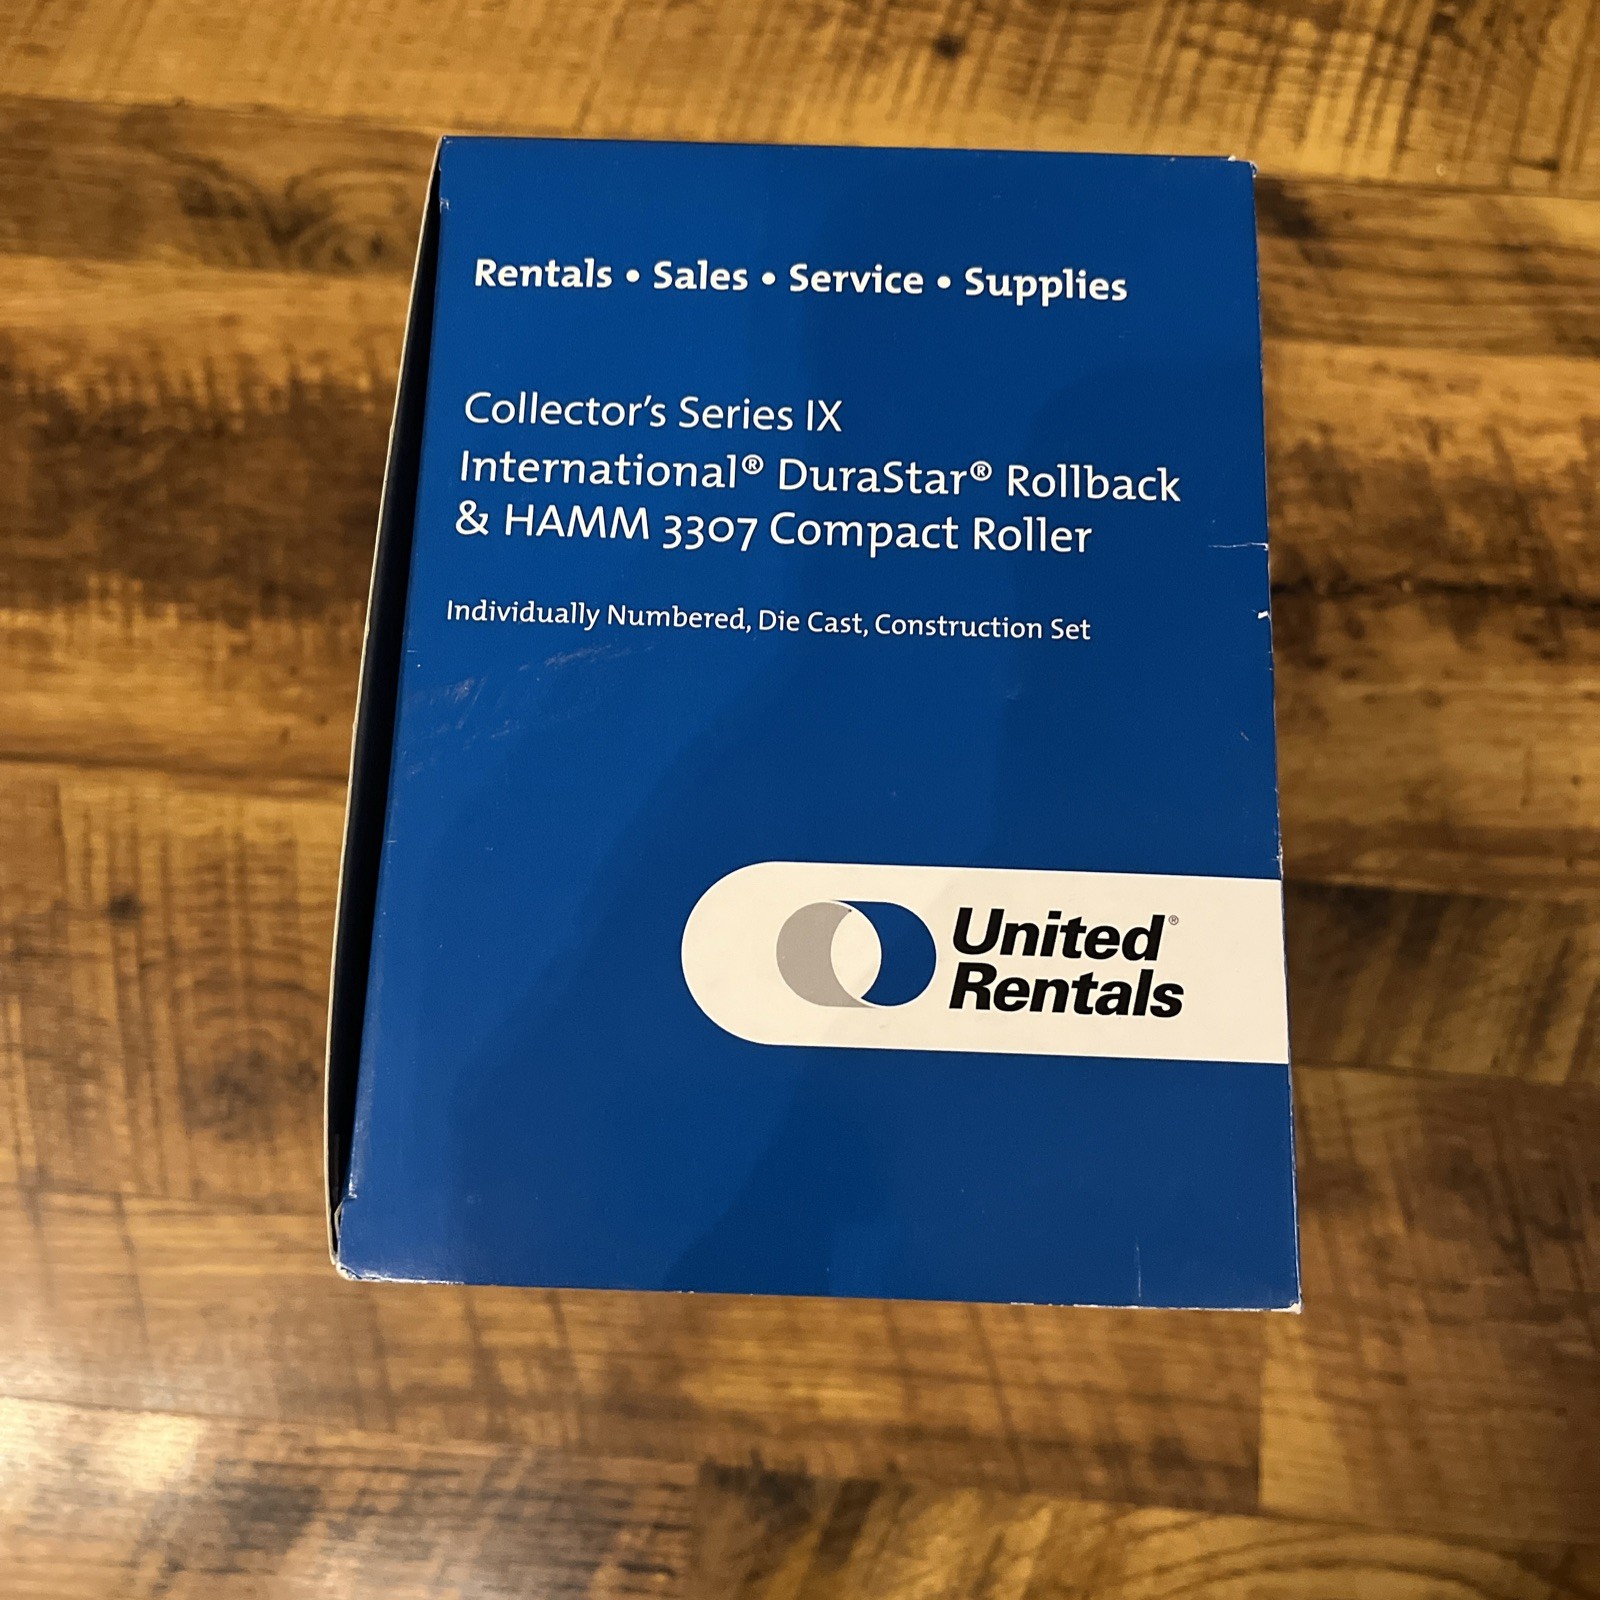 Rentals • Sales • Service • Supplies
Collector's Series IX
International® DuraStar® Rollback
& HAMM 3307 Compact Roller
Individually Numbered, Die Cast, Construction Set
United®
Rentals